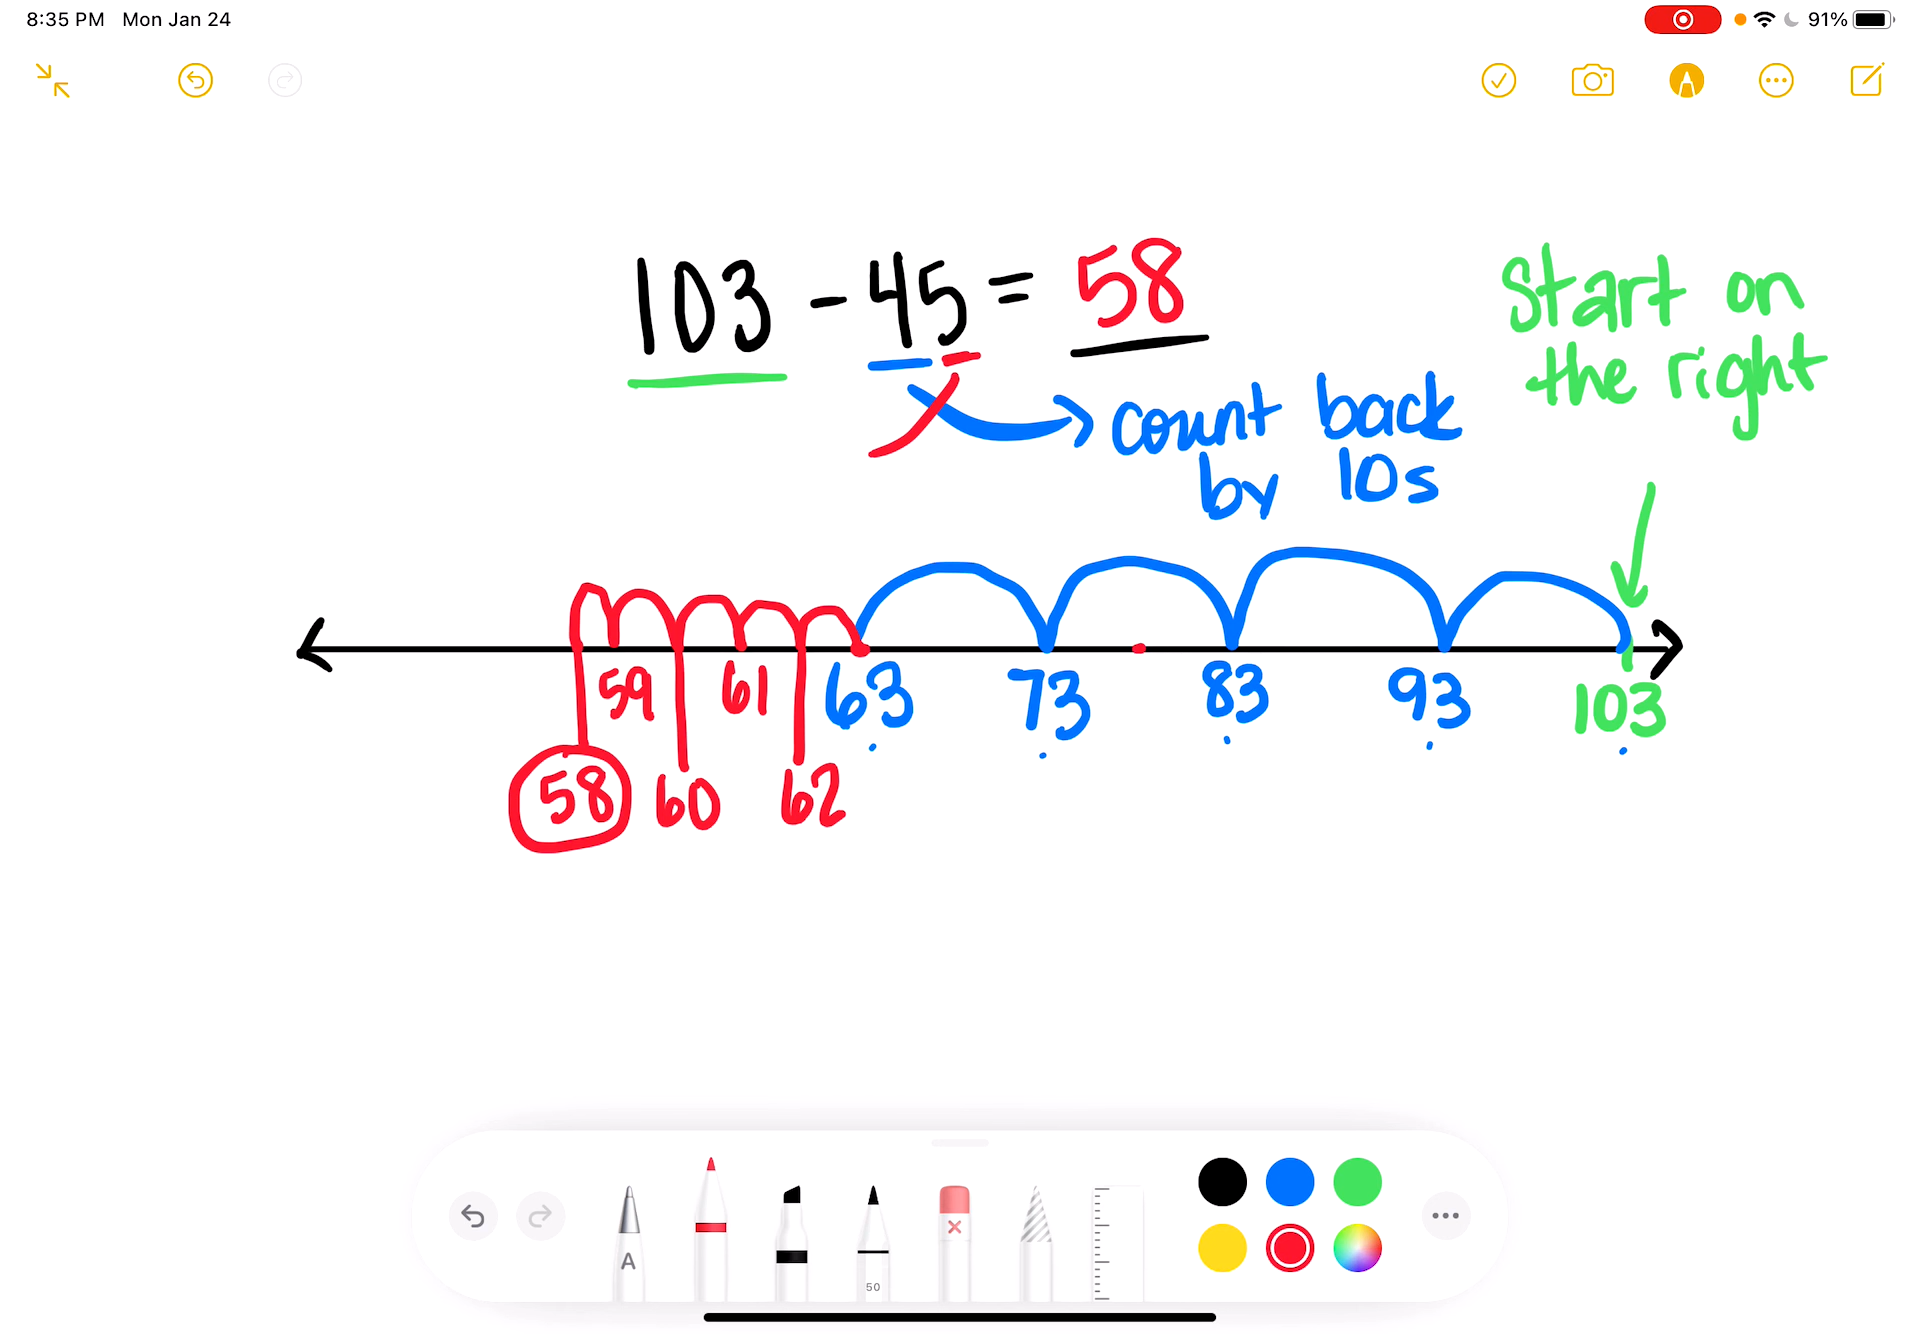 8:35 PM Mon Jan 24
91%
103 - 45 = 58
start on
the right
count back
by 10s
59 61 63 73 83 93 103
58 60 62
A
50